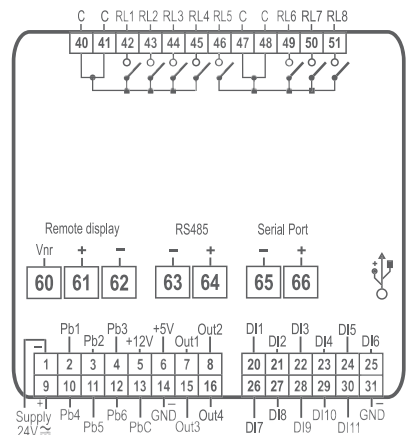 C C RL1 RL2 RL3 RL4 RL5 C C RL6 RL7 RL8
40 41 42 43 44 45 46 47 48 49 50 51
Remote display RS485 Serial Port
Vnr + − − + − +
60 61 62 63 64 65 66
Pb1 Pb3 +5V Out2 DI1 DI3 DI5
Pb2 +12V Out1 DI2 DI4 DI6
− 1 2 3 4 5 6 7 8 20 21 22 23 24 25
9 10 11 12 13 14 15 16 26 27 28 29 30 31
+ Pb4 Pb6 GND − Out4 DI8 DI10 GND −
Supply Pb5 PbC Out3 DI7 DI9 DI11
24V